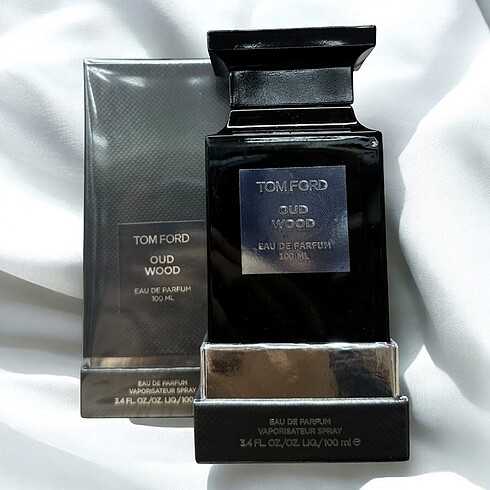 TOM FORD
OUD
WOOD
EAU DE PARFUM
100 ML
EAU DE PARFUM
VAPORISATEUR SPRAY
3.4 FL. OZ./OZ. LIQ./100
TOM FORD
OUD
WOOD
EAU DE PARFUM
100 ML
EAU DE PARFUM
VAPORISATEUR SPRAY
3.4 FL. OZ./OZ. LIQ./100 ml ℮